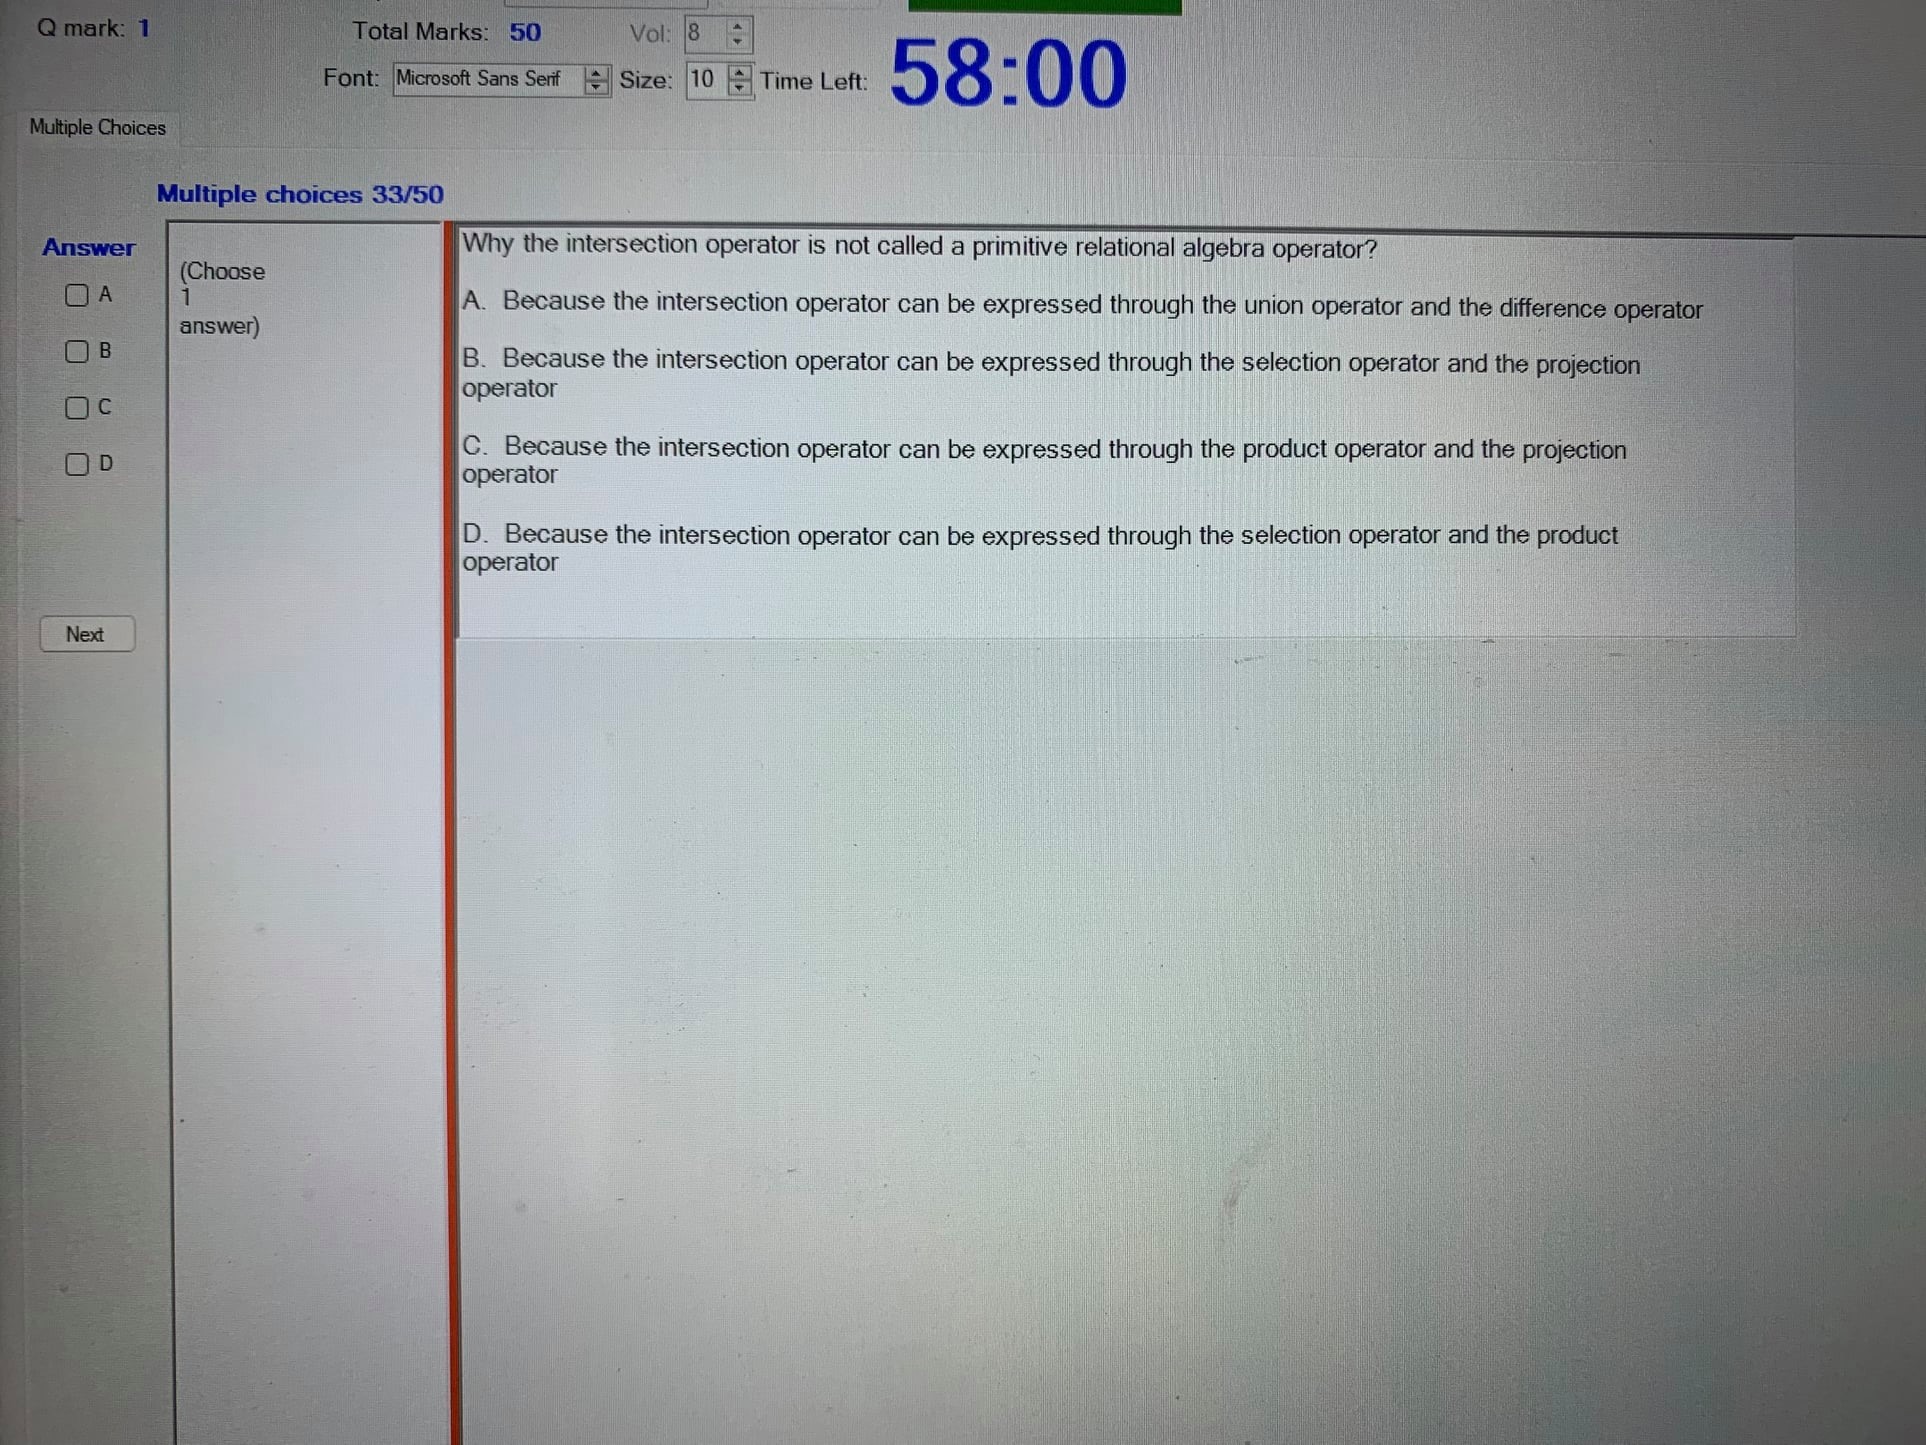 Q mark: 1
Total Marks: 50
Vol: 8
Font: Microsoft Sans Serif
Size: 10
Time Left: 58:00
Multiple Choices
Multiple choices 33/50
Answer
A
B
C
D
Next
(Choose
1
answer)
Why the intersection operator is not called a primitive relational algebra operator?
A. Because the intersection operator can be expressed through the union operator and the difference operator
B. Because the intersection operator can be expressed through the selection operator and the projection
operator
C. Because the intersection operator can be expressed through the product operator and the projection
operator
D. Because the intersection operator can be expressed through the selection operator and the product
operator